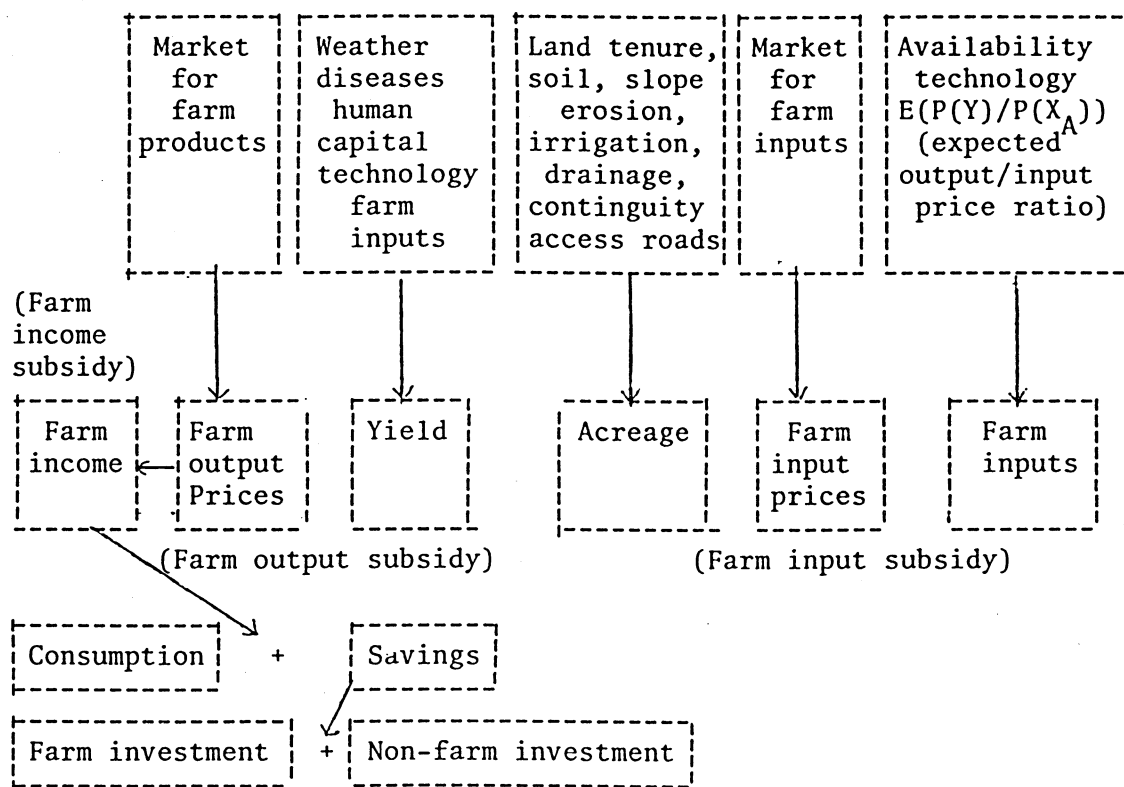 Market
for
farm
products
Weather
diseases
human
capital
technology
farm
inputs
Land tenure,
soil, slope
erosion,
irrigation,
drainage,
continguity
access roads
Market
for
farm
inputs
Availability
technology
E(P(Y)/P(X_A))
(expected
output/input
price ratio)
(Farm
income
subsidy)
Farm
income
Farm
output
Prices
Yield
Acreage
Farm
input
prices
Farm
inputs
(Farm output subsidy)
(Farm input subsidy)
Consumption + Savings
Farm investment + Non-farm investment